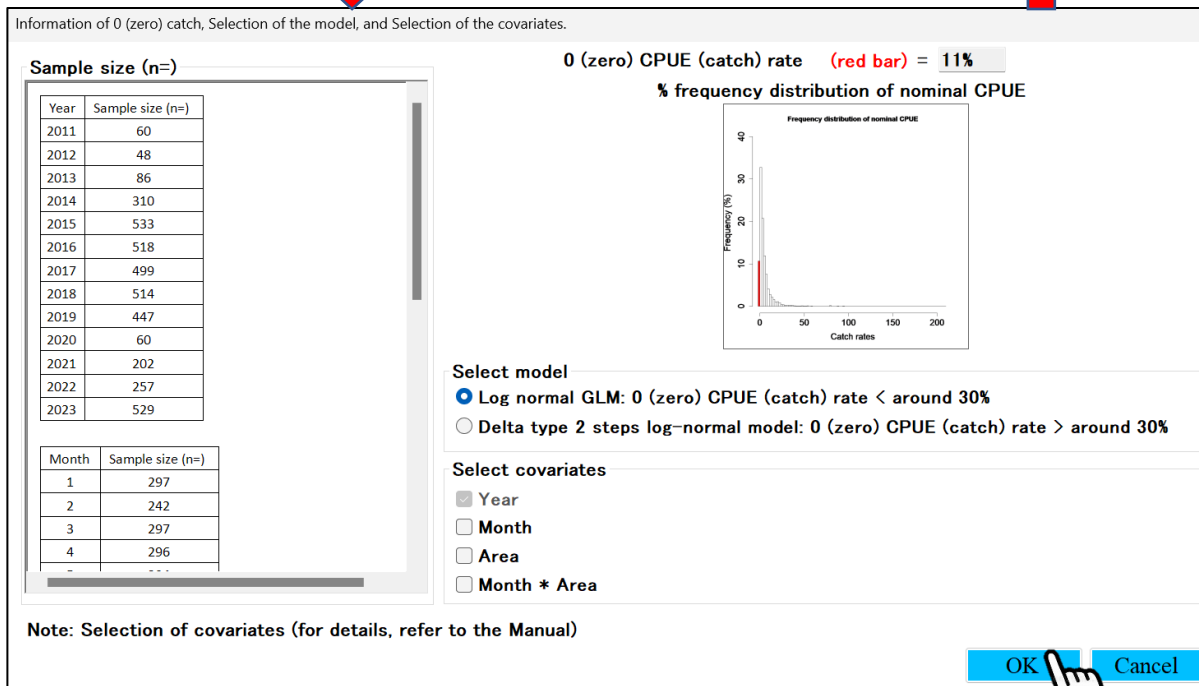 Information of 0 (zero) catch, Selection of the model, and Selection of the covariates.
Sample size (n=)
Year Sample size (n=)
2011 60
2012 48
2013 86
2014 310
2015 533
2016 518
2017 499
2018 514
2019 447
2020 60
2021 202
2022 257
2023 529
Month Sample size (n=)
1 297
2 242
3 297
4 296
0 (zero) CPUE (catch) rate (red bar) = 11%
% frequency distribution of nominal CPUE
Frequency distribution of nominal CPUE
Frequency (%)
40
30
20
10
0
0 50 100 150 200
Catch rates
Select model
Log normal GLM: 0 (zero) CPUE (catch) rate < around 30%
Delta type 2 steps log-normal model: 0 (zero) CPUE (catch) rate > around 30%
Select covariates
Year
Month
Area
Month * Area
Note: Selection of covariates (for details, refer to the Manual)
OK Cancel